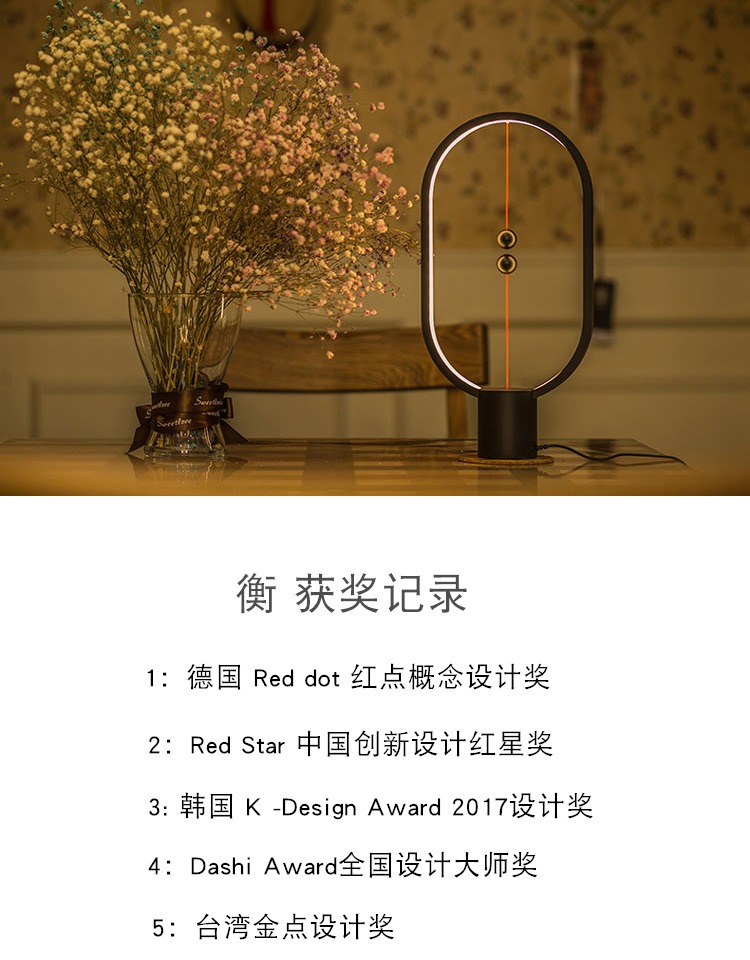 Sweettree
Sweettree
Sweettree
衡 获奖记录
1：德国 Red dot 红点概念设计奖
2：Red Star 中国创新设计红星奖
3: 韩国 K -Design Award 2017设计奖
4：Dashi Award全国设计大师奖
5：台湾金点设计奖